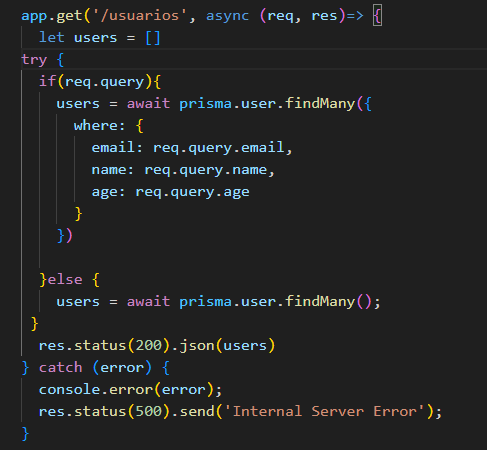 app.get('/usuarios', async (req, res)=> {
  let users = []
try {
  if(req.query){
    users = await prisma.user.findMany({
      where: {
        email: req.query.email,
        name: req.query.name,
        age: req.query.age
      }
    })
  }else {
    users = await prisma.user.findMany();
 }
  res.status(200).json(users)
} catch (error) {
  console.error(error);
  res.status(500).send('Internal Server Error');
}